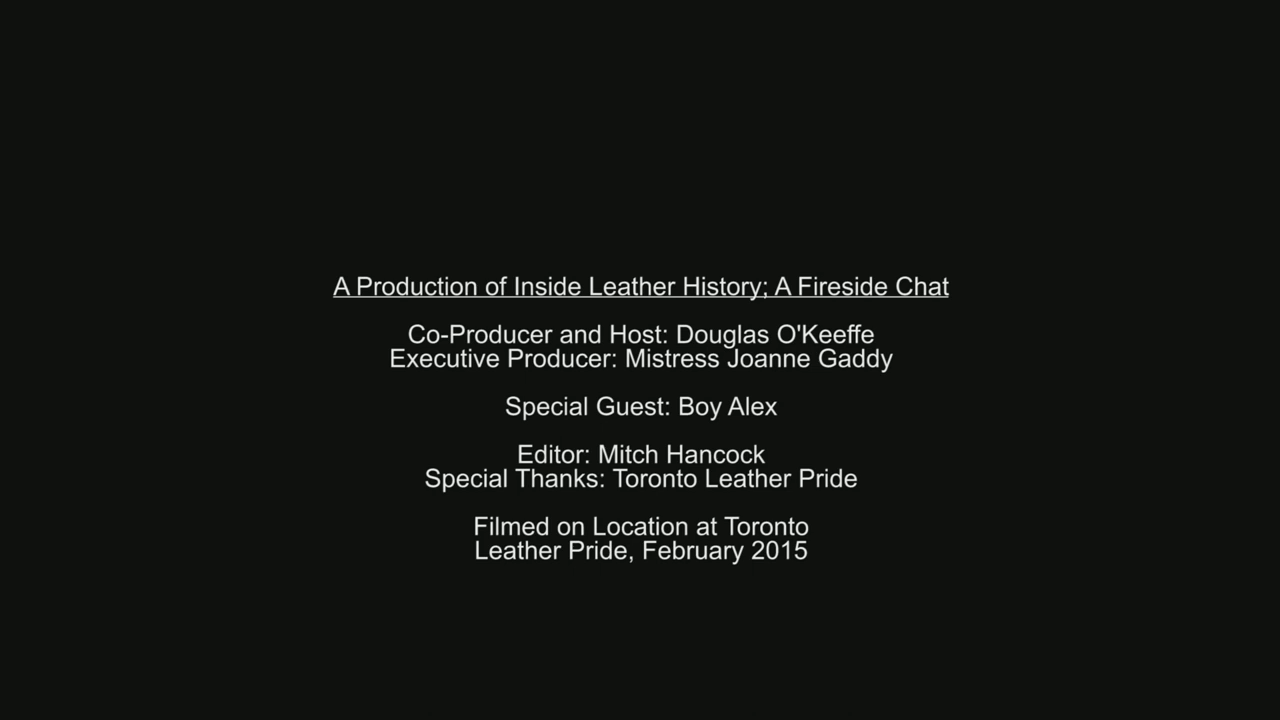 A Production of Inside Leather History; A Fireside Chat
Co-Producer and Host: Douglas O'Keeffe
Executive Producer: Mistress Joanne Gaddy
Special Guest: Boy Alex
Editor: Mitch Hancock
Special Thanks: Toronto Leather Pride
Filmed on Location at Toronto
Leather Pride, February 2015